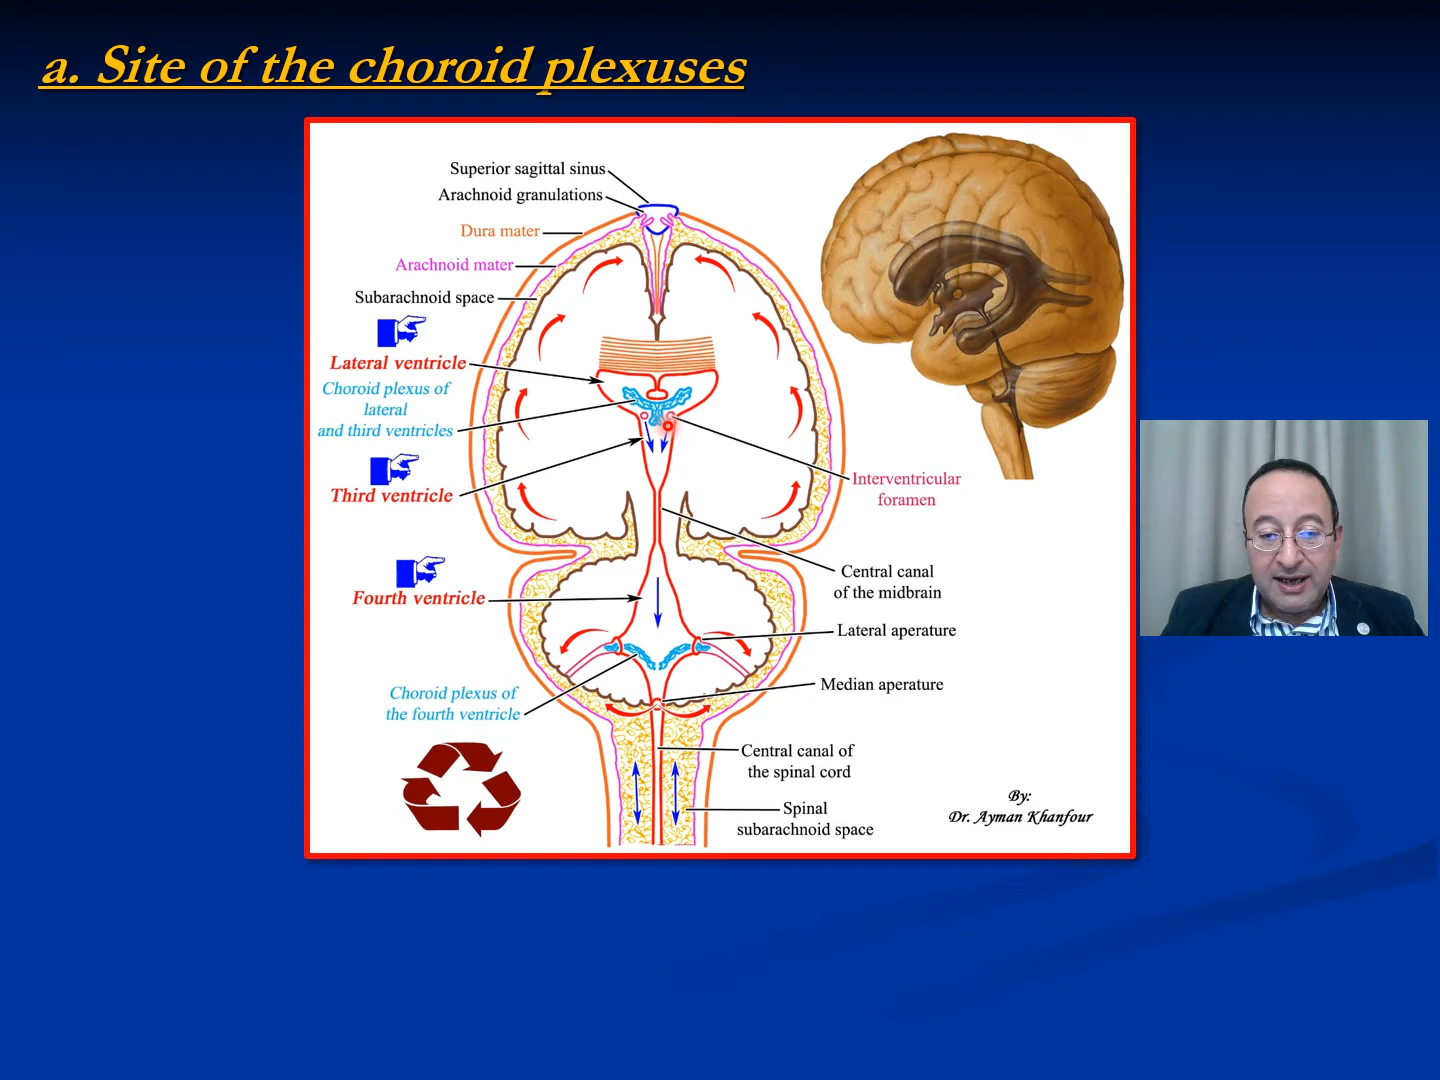 a. Site of the choroid plexuses
Superior sagittal sinus
Arachnoid granulations
Dura mater
Arachnoid mater
Subarachnoid space
Lateral ventricle
Choroid plexus of
lateral
and third ventricles
Third ventricle
Interventricular
foramen
Central canal
of the midbrain
Fourth ventricle
Lateral aperature
Median aperature
Choroid plexus of
the fourth ventricle
Central canal of
the spinal cord
Spinal
subarachnoid space
By:
Dr. Ayman Khanfour